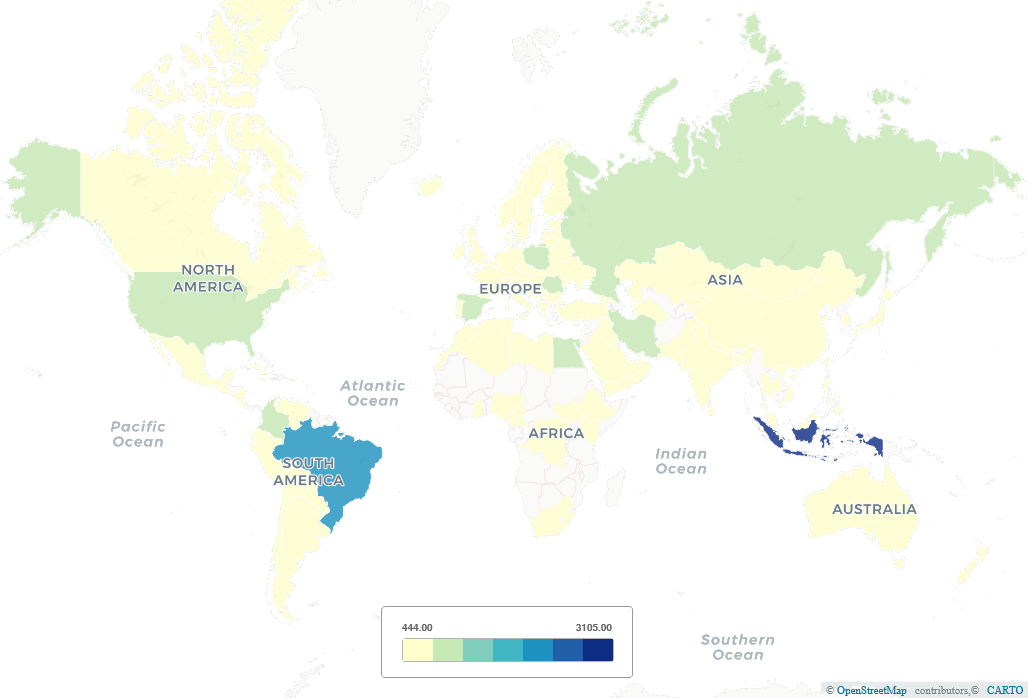 NORTH
AMERICA
EUROPE
ASIA
Atlantic
Ocean
Pacific
Ocean
AFRICA
Indian
Ocean
SOUTH
AMERICA
AUSTRALIA
444.00 3105.00
Southern
Ocean
© OpenStreetMap contributors,© CARTO